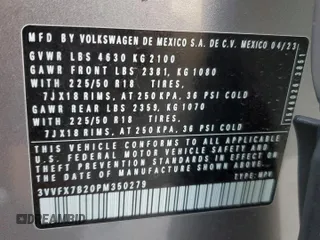 MFD BY VOLKSWAGEN DE MEXICO S.A. DE C.V. MEXICO 04/23
GVWR LBS 4630 KG 2100
GAWR FRONT LBS 2381, KG 1080
WITH 225/50 R18 TIRES.
7JX18 RIMS, AT 250 KPA, 36 PSI COLD
GAWR REAR LBS 2359, KG 1070
WITH 225/50 R18 TIRES.
7JX18 RIMS, AT 250 KPA, 36 PSI COLD
THIS VEHICLE CONFORMS TO ALL APPLICABLE
U.S. FEDERAL MOTOR VEHICLE SAFETY AND
THEFT PREVENTION STANDARDS IN EFFECT ON
THE DATE OF MANUFACTURE SHOWN ABOVE
3VVFX7B20PM350279
TYPE: MPV